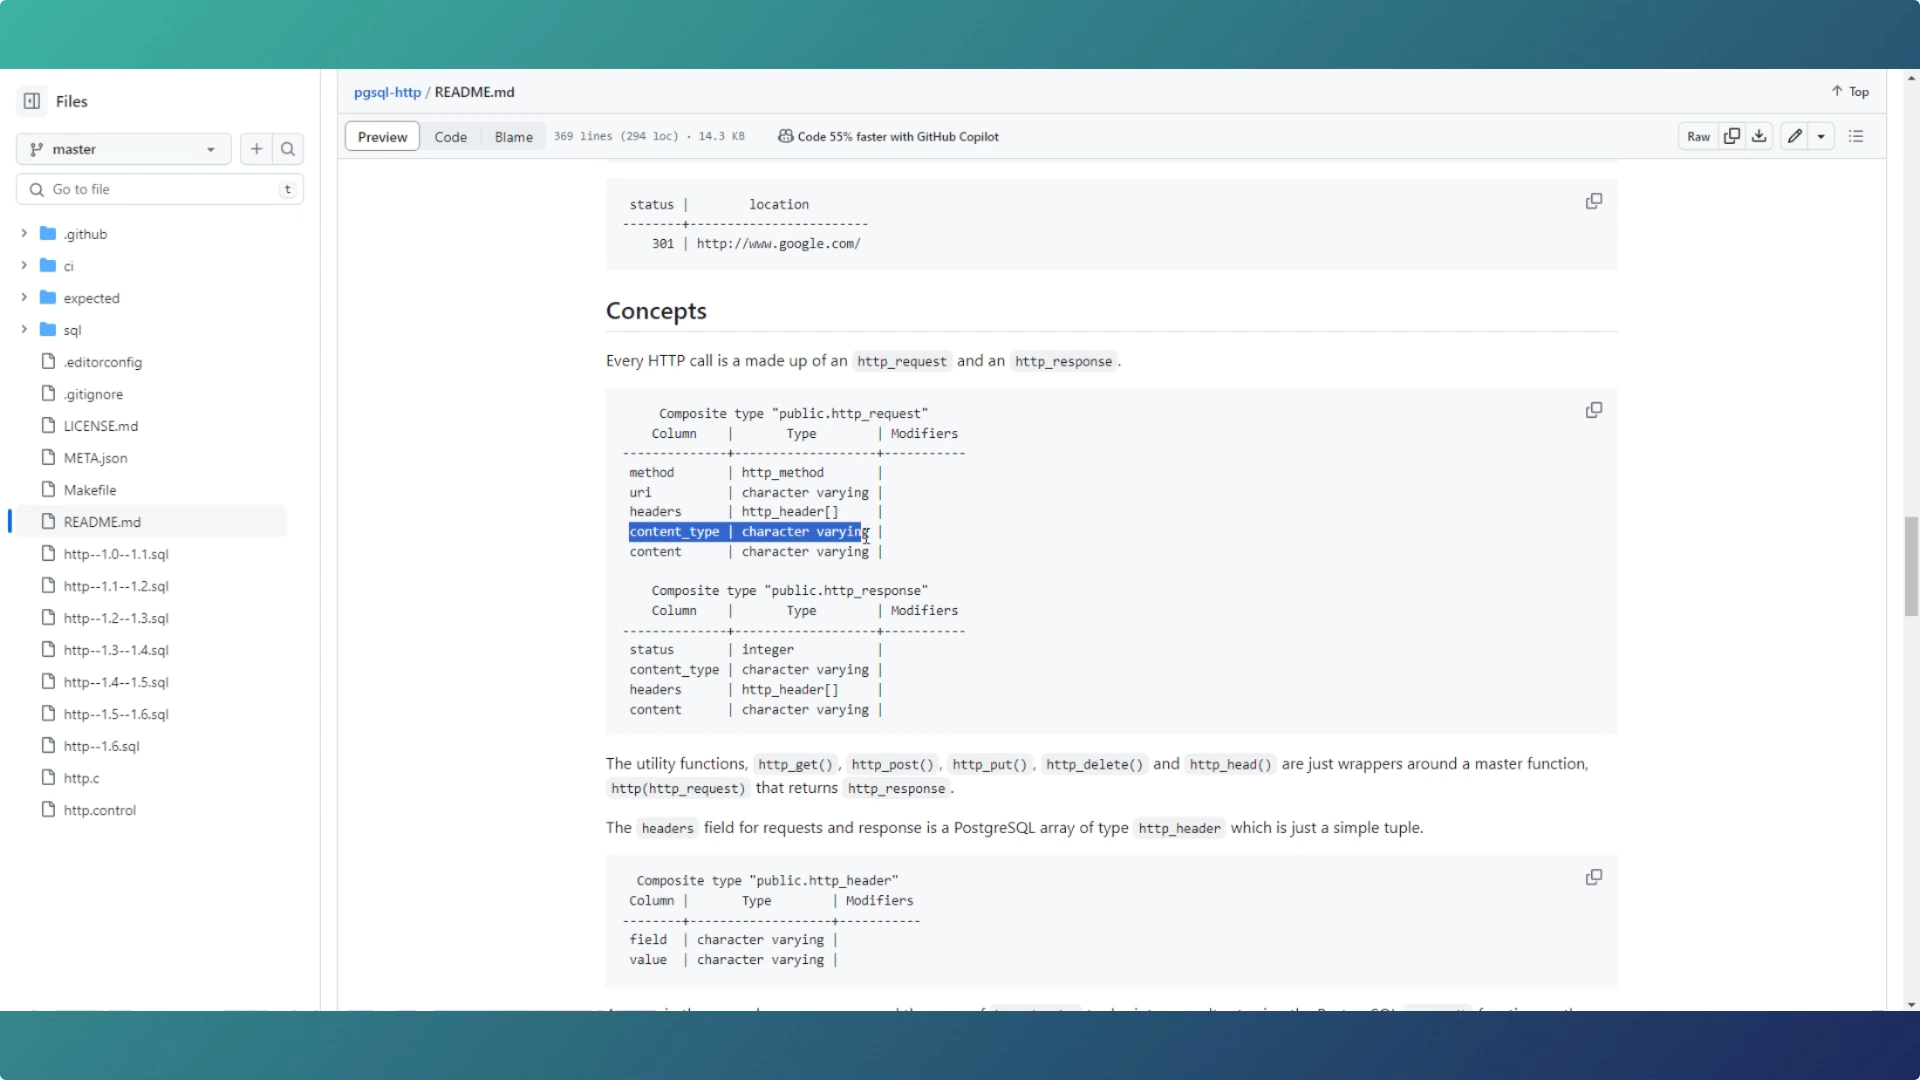 Files
master
Go to file
t
.github
ci
expected
sql
.editorconfig
.gitignore
LICENSE.md
META.json
Makefile
README.md
http--1.0--1.1.sql
http--1.1--1.2.sql
http--1.2--1.3.sql
http--1.3--1.4.sql
http--1.4--1.5.sql
http--1.5--1.6.sql
http--1.6.sql
http.c
http.control
pgsql-http / README.md
Top
Preview Code Blame 369 lines (294 loc) · 14.3 KB Code 55% faster with GitHub Copilot Raw
status | location
--------+------------------------
301 | http://www.google.com/
Concepts
Every HTTP call is a made up of an http_request and an http_response.
Composite type "public.http_request"
Column | Type | Modifiers
--------------+-------------------+-----------
method | http_method |
uri | character varying |
headers | http_header[] |
content_type | character varying |
content | character varying |
Composite type "public.http_response"
Column | Type | Modifiers
--------------+-------------------+-----------
status | integer |
content_type | character varying |
headers | http_header[] |
content | character varying |
The utility functions, http_get(), http_post(), http_put(), http_delete() and http_head() are just wrappers around a master function,
http(http_request) that returns http_response.
The headers field for requests and response is a PostgreSQL array of type http_header which is just a simple tuple.
Composite type "public.http_header"
Column | Type | Modifiers
--------+-------------------+-----------
field | character varying |
value | character varying |